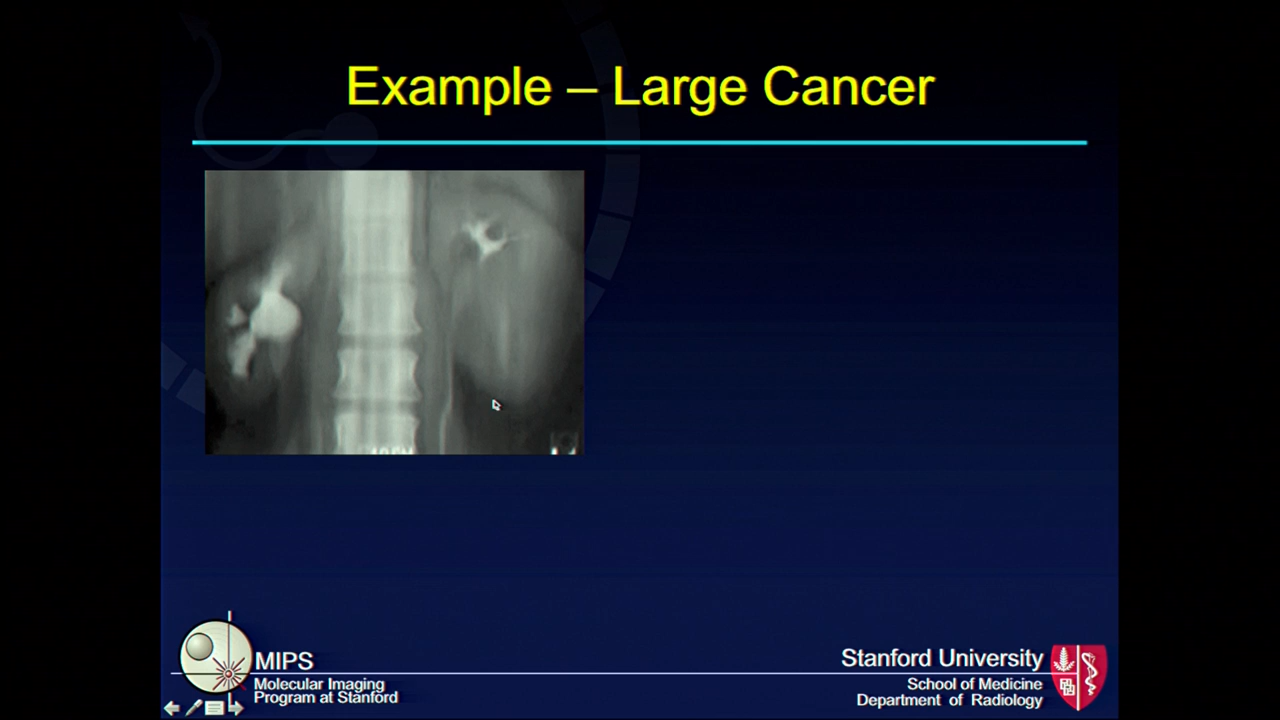 Example – Large Cancer
MIPS
Molecular Imaging
Program at Stanford
Stanford University
School of Medicine
Department of Radiology